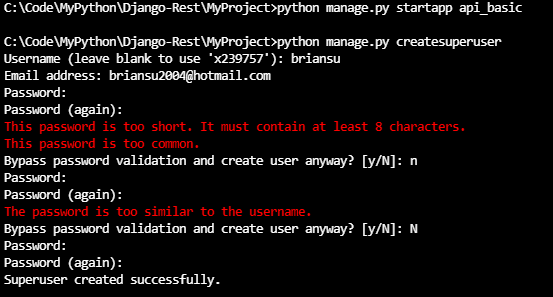 C:\Code\MyPython\Django-Rest\MyProject>python manage.py startapp api_basic
C:\Code\MyPython\Django-Rest\MyProject>python manage.py createsuperuser
Username (leave blank to use 'x239757'): briansu
Email address: briansu2004@hotmail.com
Password:
Password (again):
This password is too short. It must contain at least 8 characters.
This password is too common.
Bypass password validation and create user anyway? [y/N]: n
Password:
Password (again):
The password is too similar to the username.
Bypass password validation and create user anyway? [y/N]: N
Password:
Password (again):
Superuser created successfully.